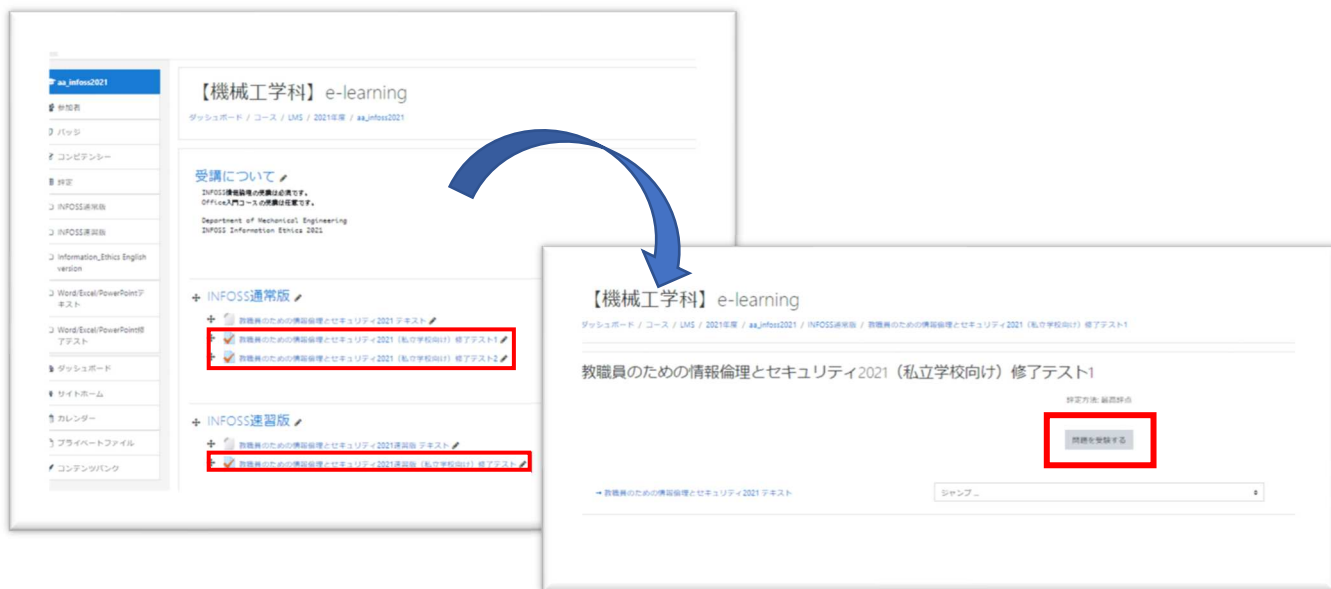 aa_infoss2021
参加者
バッジ
コンピテンシー
評定
INFOSS通常版
INFOSS速習版
Information_Ethics English
version
Word/Excel/PowerPointテ
キスト
Word/Excel/PowerPoint修
了テスト
ダッシュボード
サイトホーム
カレンダー
プライベートファイル
コンテンツバンク
【機械工学科】e-learning
ダッシュボード / コース / LMS / 2021年度 / aa_infoss2021
受講について
INFOSS情報倫理の受講は必須です。
Office入門コースの受講は任意です。
Department of Mechanical Engineering
INFOSS Information Ethics 2021
INFOSS通常版
教職員のための情報倫理とセキュリティ2021 テキスト
教職員のための情報倫理とセキュリティ2021（私立学校向け）修了テスト1
教職員のための情報倫理とセキュリティ2021（私立学校向け）修了テスト2
INFOSS速習版
教職員のための情報倫理とセキュリティ2021速習版 テキスト
教職員のための情報倫理とセキュリティ2021速習版（私立学校向け）修了テスト
【機械工学科】e-learning
ダッシュボード / コース / LMS / 2021年度 / aa_infoss2021 / INFOSS通常版 / 教職員のための情報倫理とセキュリティ2021（私立学校向け）修了テスト1
教職員のための情報倫理とセキュリティ2021（私立学校向け）修了テスト1
評定方法: 最高評点
問題を受験する
→ 教職員のための情報倫理とセキュリティ2021 テキスト
ジャンプ ...